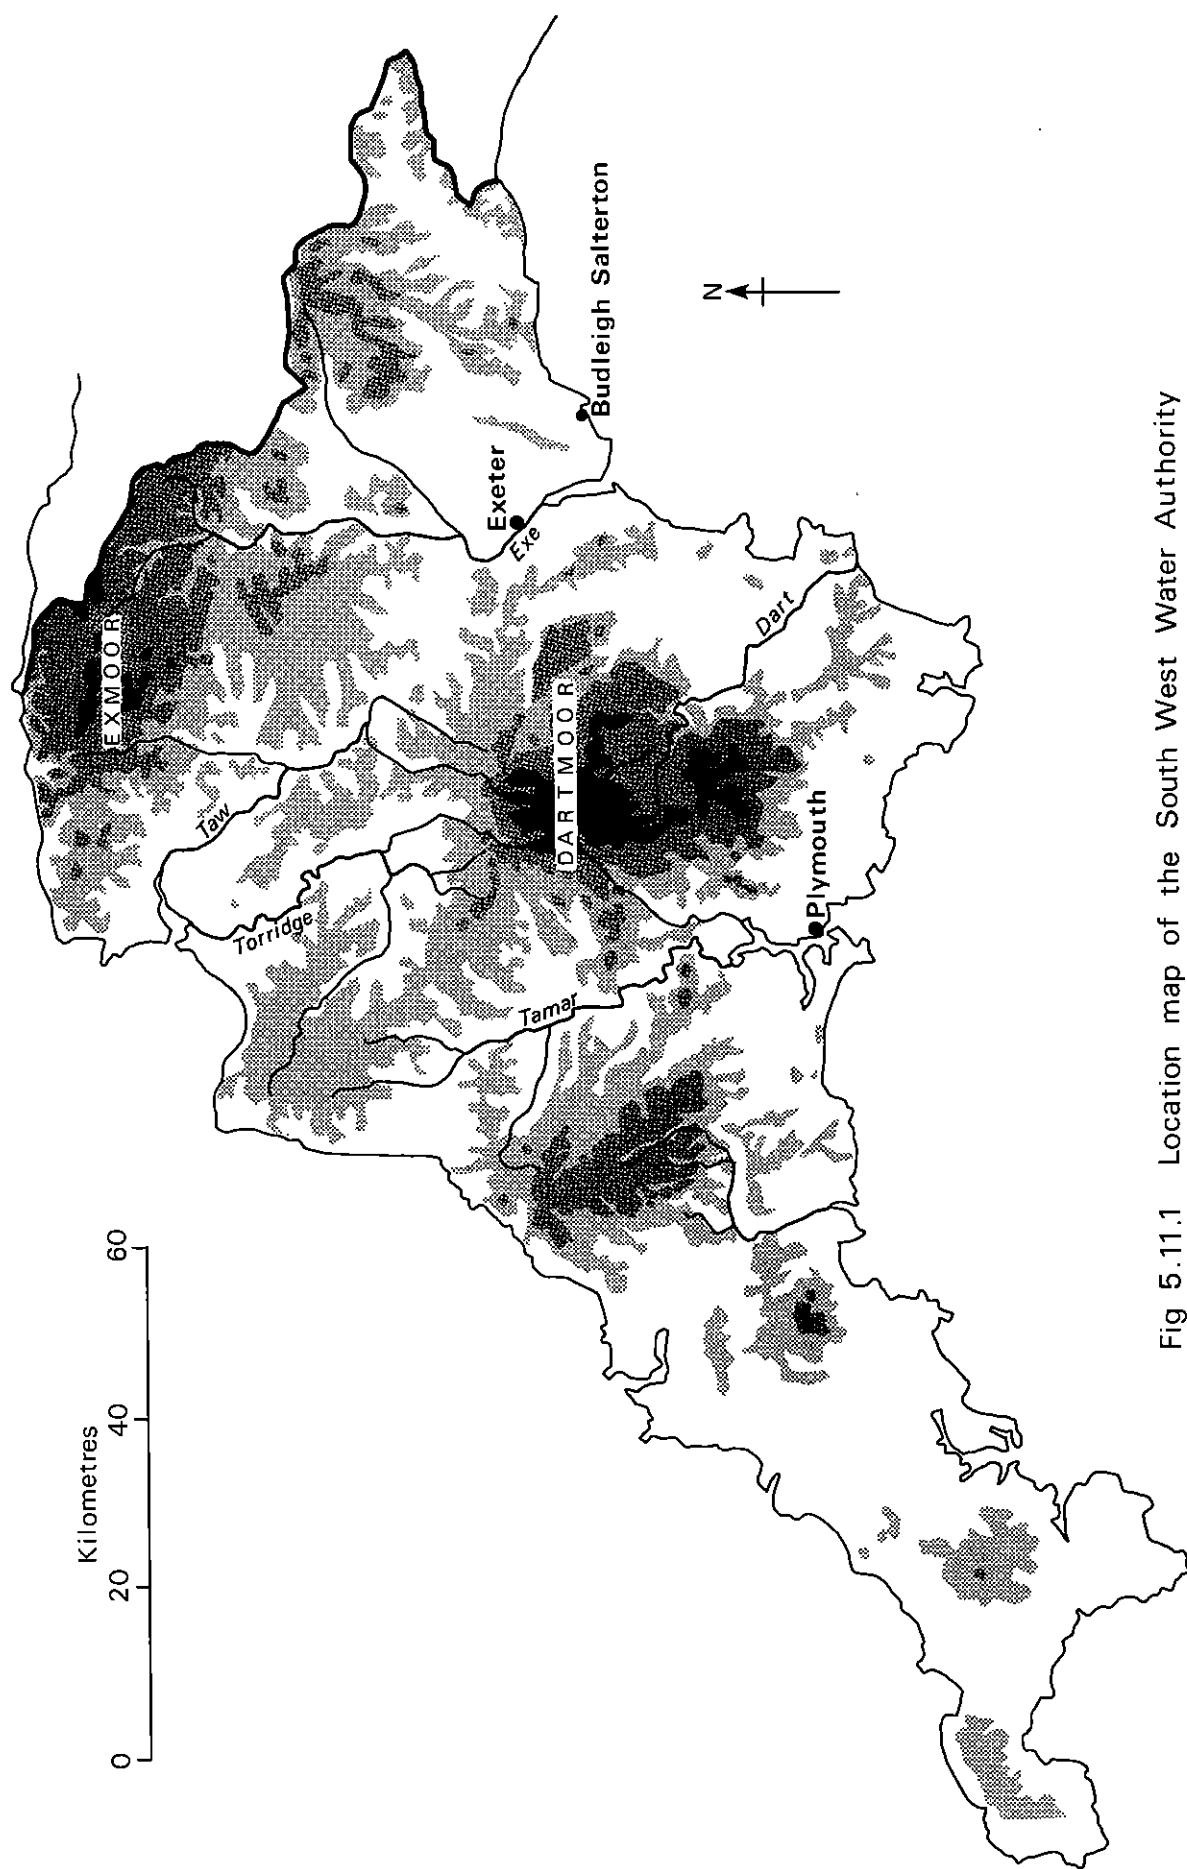 Kilometres
0 20 40 60
EXMOOR
Taw
Torridge
DARTMOOR
Tamar
Exeter
Exe
Budleigh Salterton
Dart
Plymouth
N
Fig 5.11.1 Location map of the South West Water Authority